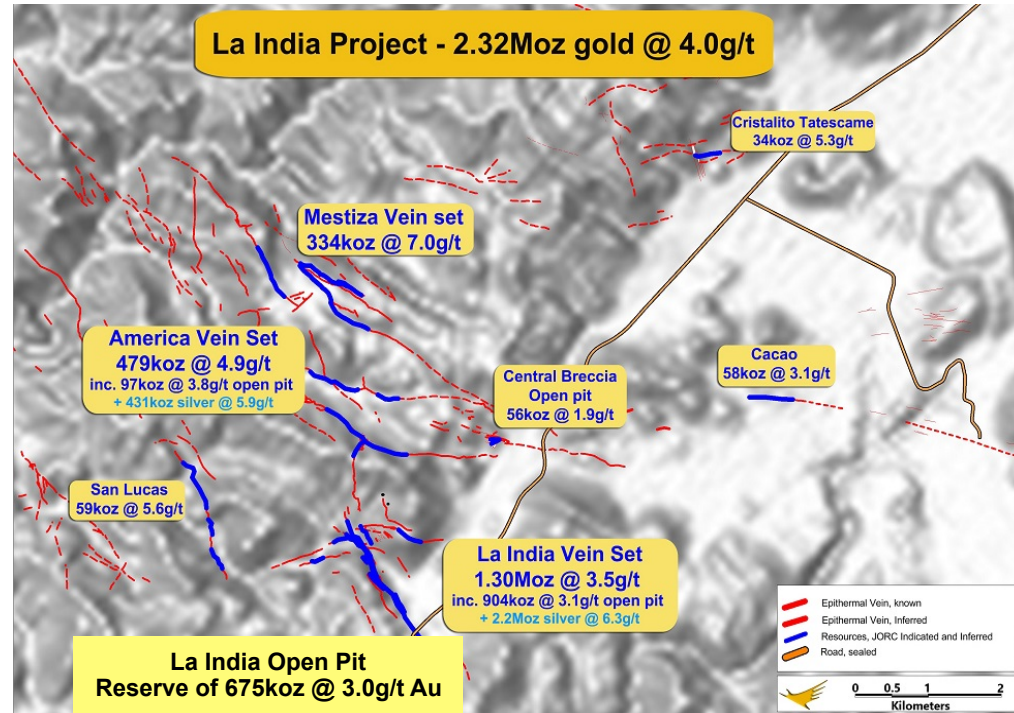 La India Project - 2.32Moz gold @ 4.0g/t
Cristalito Tatescame
34koz @ 5.3g/t
Mestiza Vein set
334koz @ 7.0g/t
America Vein Set
479koz @ 4.9g/t
inc. 97koz @ 3.8g/t open pit
+ 431koz silver @ 5.9g/t
Cacao
58koz @ 3.1g/t
Central Breccia
Open pit
56koz @ 1.9g/t
San Lucas
59koz @ 5.6g/t
La India Vein Set
1.30Moz @ 3.5g/t
inc. 904koz @ 3.1g/t open pit
+ 2.2Moz silver @ 6.3g/t
La India Open Pit
Reserve of 675koz @ 3.0g/t Au
Epithermal Vein, known
Epithermal Vein, Inferred
Resources, JORC Indicated and Inferred
Road, sealed
0 0.5 1 2
Kilometers